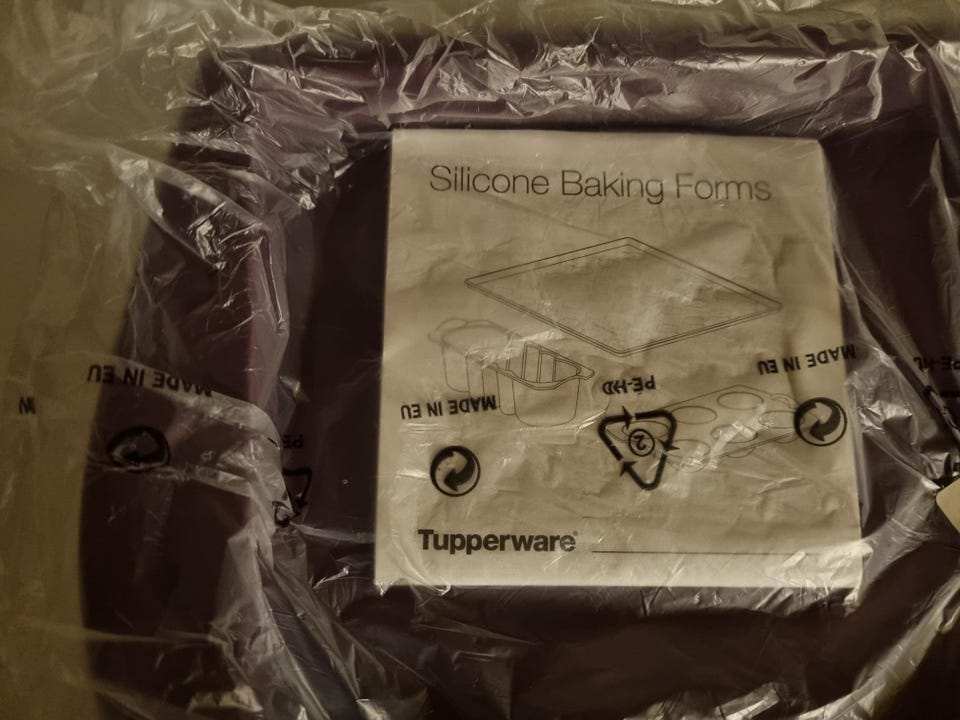 Silicone Baking Forms
MADE IN EU
MADE IN EU
PE-HD
MADE IN EU
2
Tupperware®